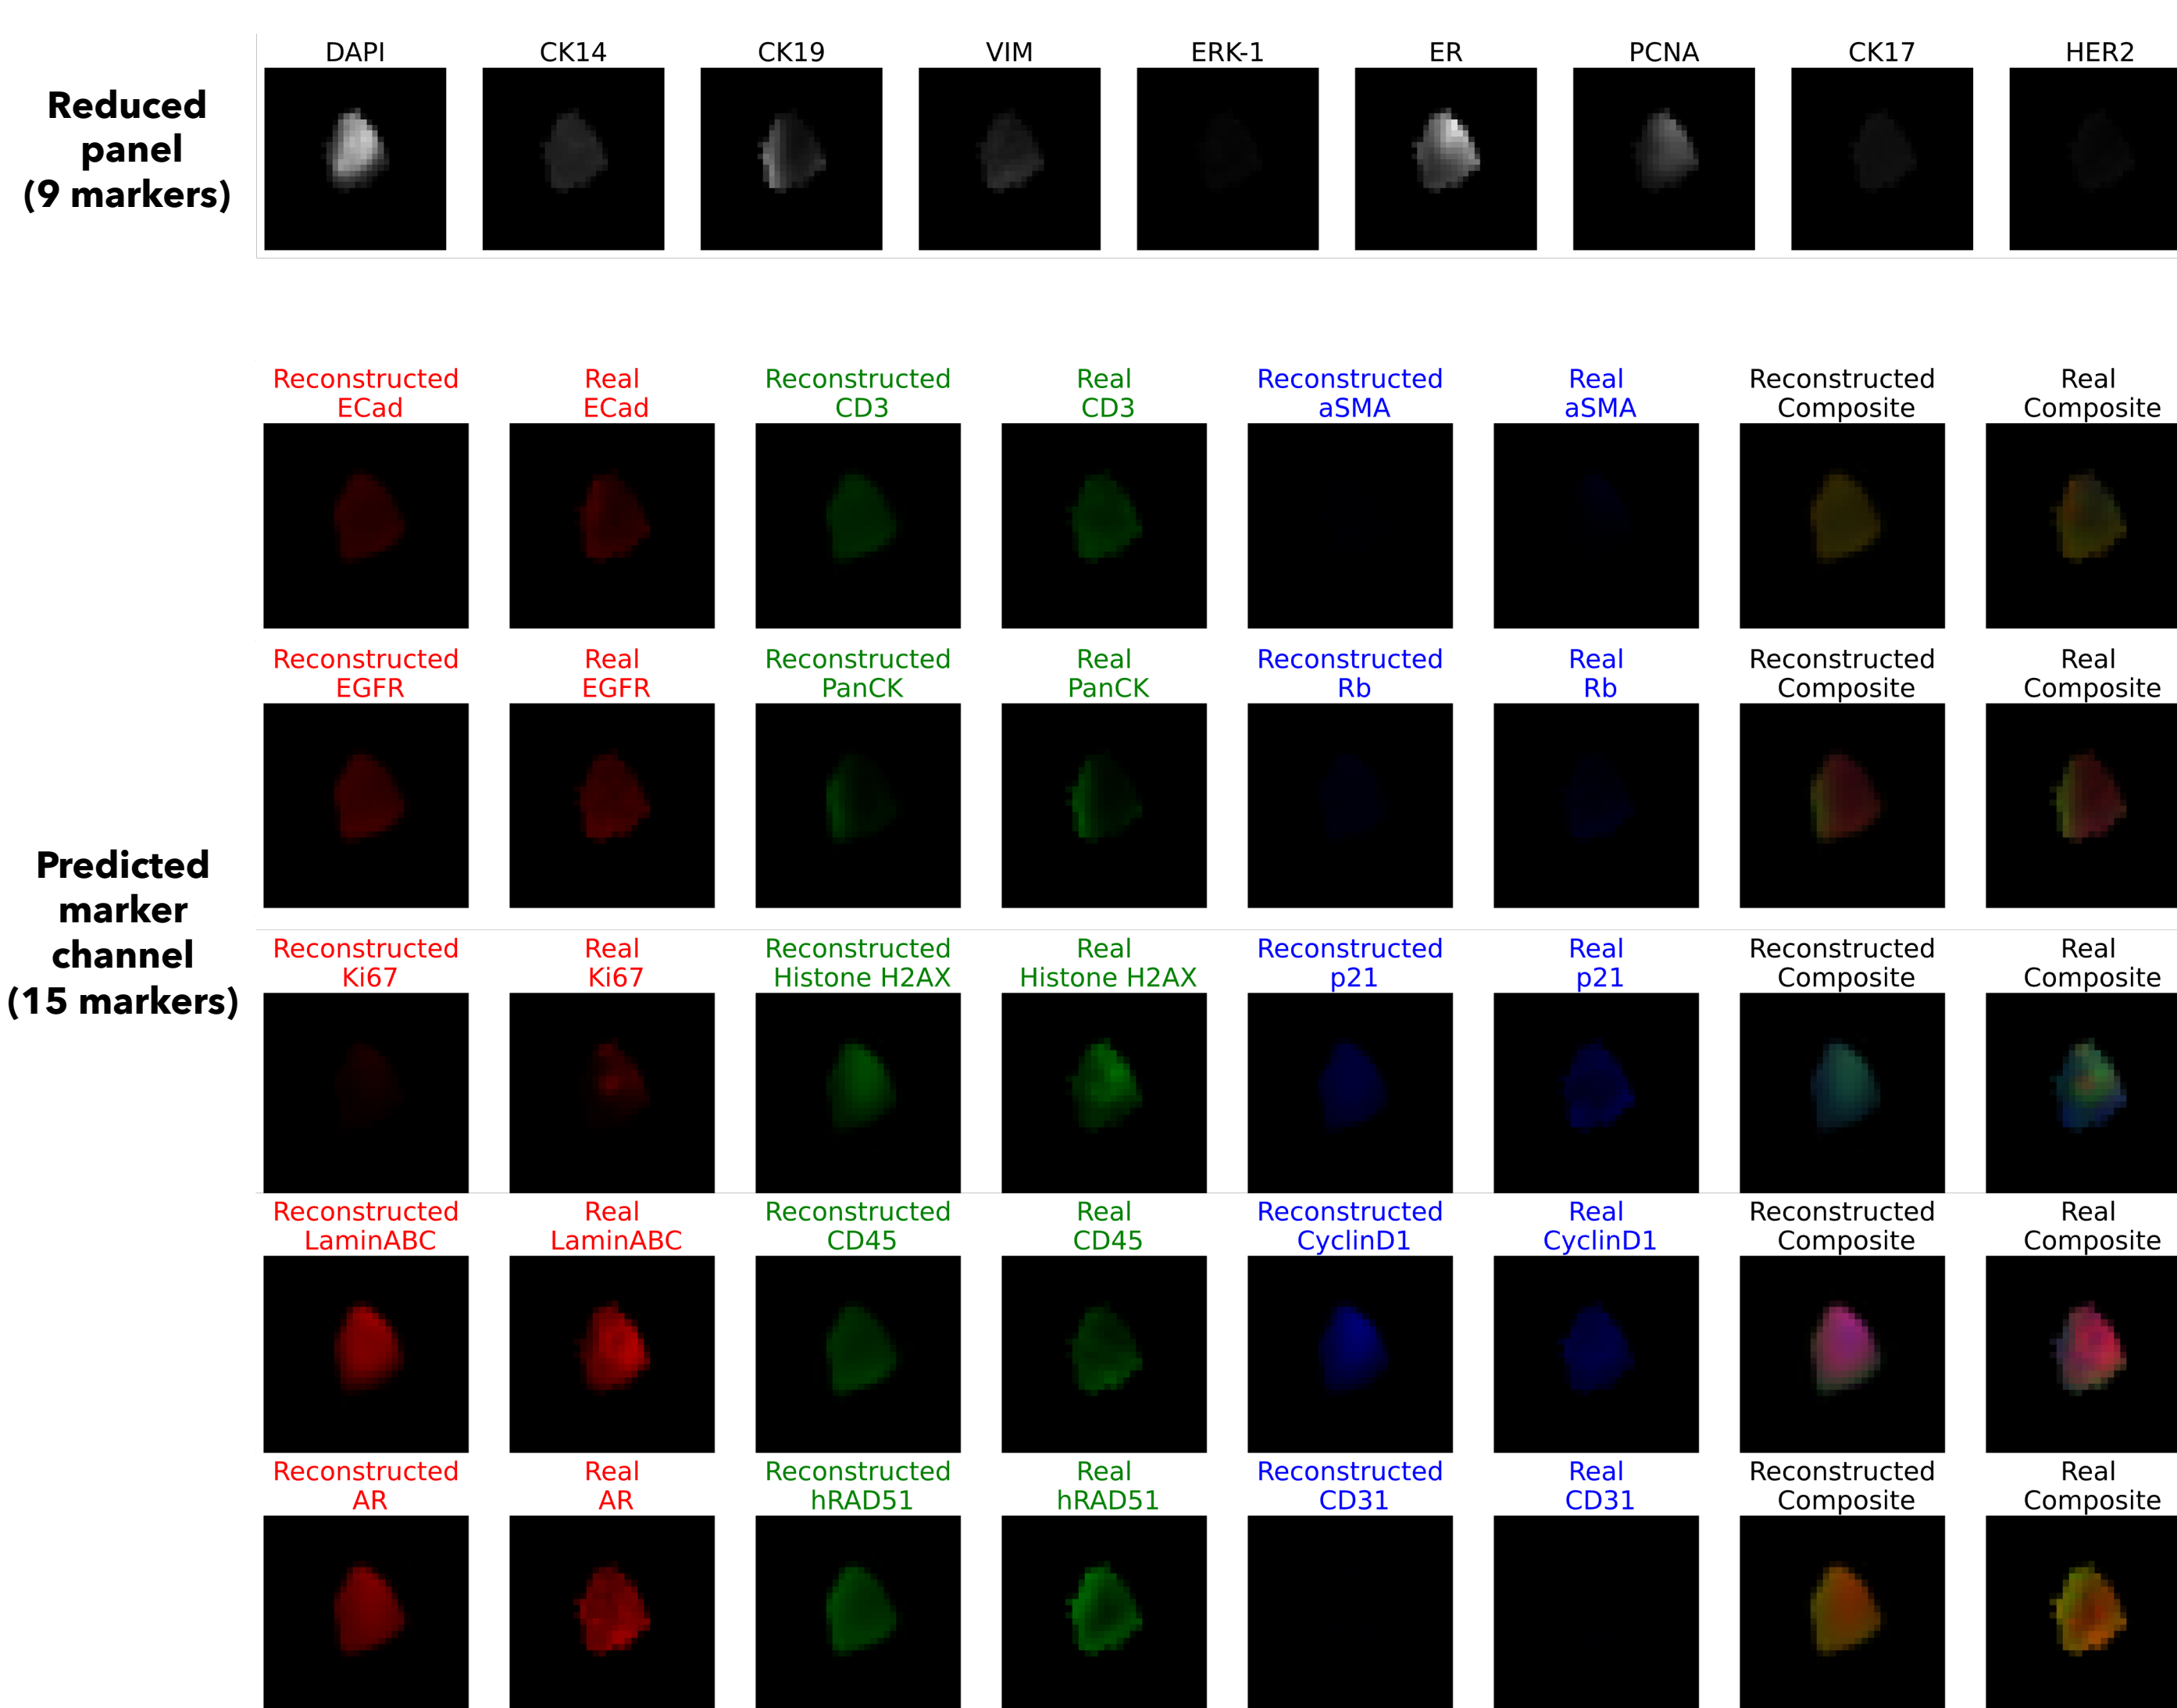 DAPI CK14 CK19 VIM ERK-1 ER PCNA CK17 HER2
Reduced
panel
(9 markers)
Reconstructed Real Reconstructed Real Reconstructed Real Reconstructed Real
ECad ECad CD3 CD3 aSMA aSMA Composite Composite
Reconstructed Real Reconstructed Real Reconstructed Real Reconstructed Real
EGFR EGFR PanCK PanCK Rb Rb Composite Composite
Predicted
marker
channel
(15 markers)
Reconstructed Real Reconstructed Real Reconstructed Real Reconstructed Real
Ki67 Ki67 Histone H2AX Histone H2AX p21 p21 Composite Composite
Reconstructed Real Reconstructed Real Reconstructed Real Reconstructed Real
LaminABC LaminABC CD45 CD45 CyclinD1 CyclinD1 Composite Composite
Reconstructed Real Reconstructed Real Reconstructed Real Reconstructed Real
AR AR hRAD51 hRAD51 CD31 CD31 Composite Composite